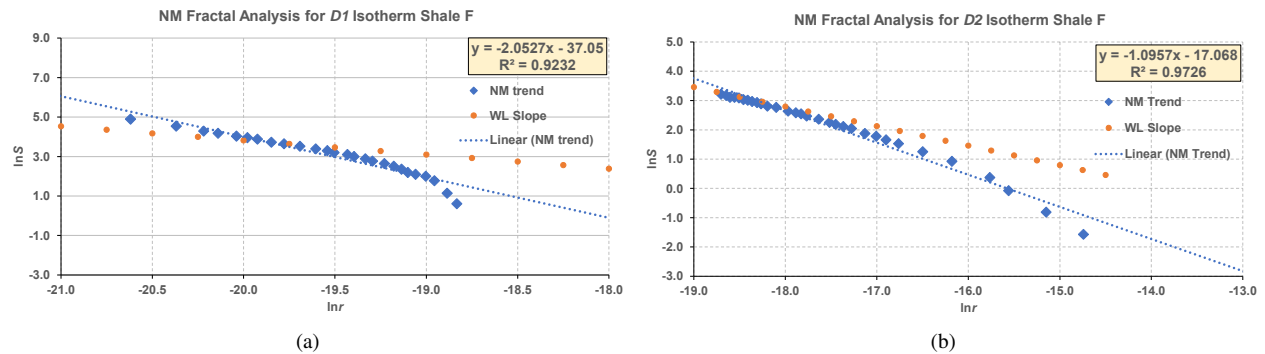 NM Fractal Analysis for D1 Isotherm Shale F
y = -2.0527x - 37.05
R² = 0.9232
NM trend
WL Slope
Linear (NM trend)
lnS
9.0
7.0
5.0
3.0
1.0
-1.0
-3.0
-21.0 -20.5 -20.0 -19.5 -19.0 -18.5 -18.0
lnr
(a)
NM Fractal Analysis for D2 Isotherm Shale F
y = -1.0957x - 17.068
R² = 0.9726
NM Trend
WL Slope
Linear (NM Trend)
lnS
5.0
4.0
3.0
2.0
1.0
0.0
-1.0
-2.0
-3.0
-19.0 -18.0 -17.0 -16.0 -15.0 -14.0 -13.0
lnr
(b)